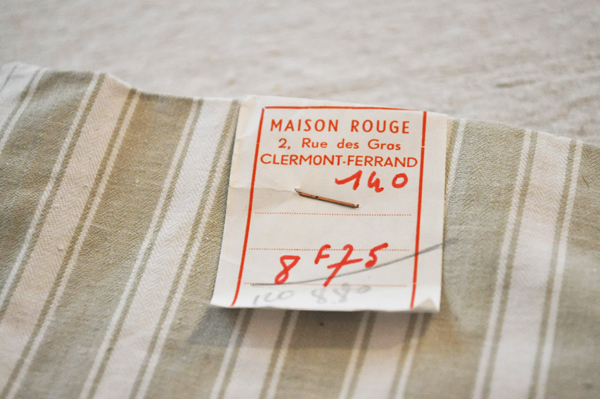 MAISON ROUGE
2, Rue des Gras
CLERMONT-FERRAND
140
8F75